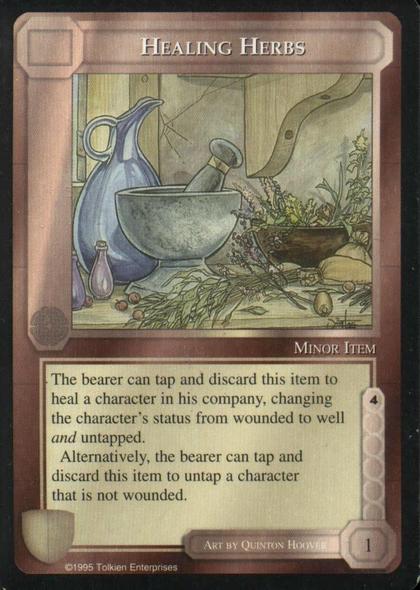 HEALING HERBS
MINOR ITEM
The bearer can tap and discard this item to
heal a character in his company, changing
the character's status from wounded to well
and untapped.
Alternatively, the bearer can tap and
discard this item to untap a character
that is not wounded.
4
ART BY QUINTON HOOVER
1
©1995 Tolkien Enterprises